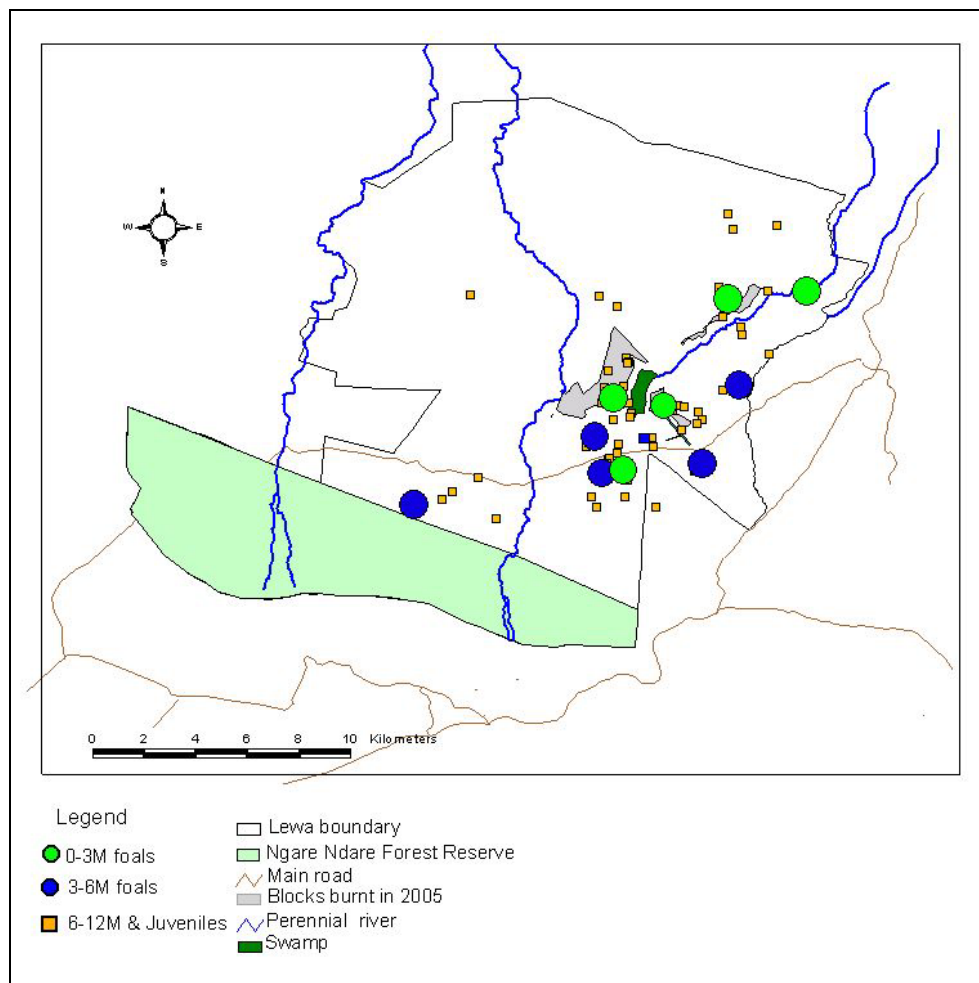 N
W E
S
0 2 4 6 8 10 Kilometers
Legend
0-3M foals
3-6M foals
6-12M & Juveniles
Lewa boundary
Ngare Ndare Forest Reserve
Main road
Blocks burnt in 2005
Perennial river
Swamp